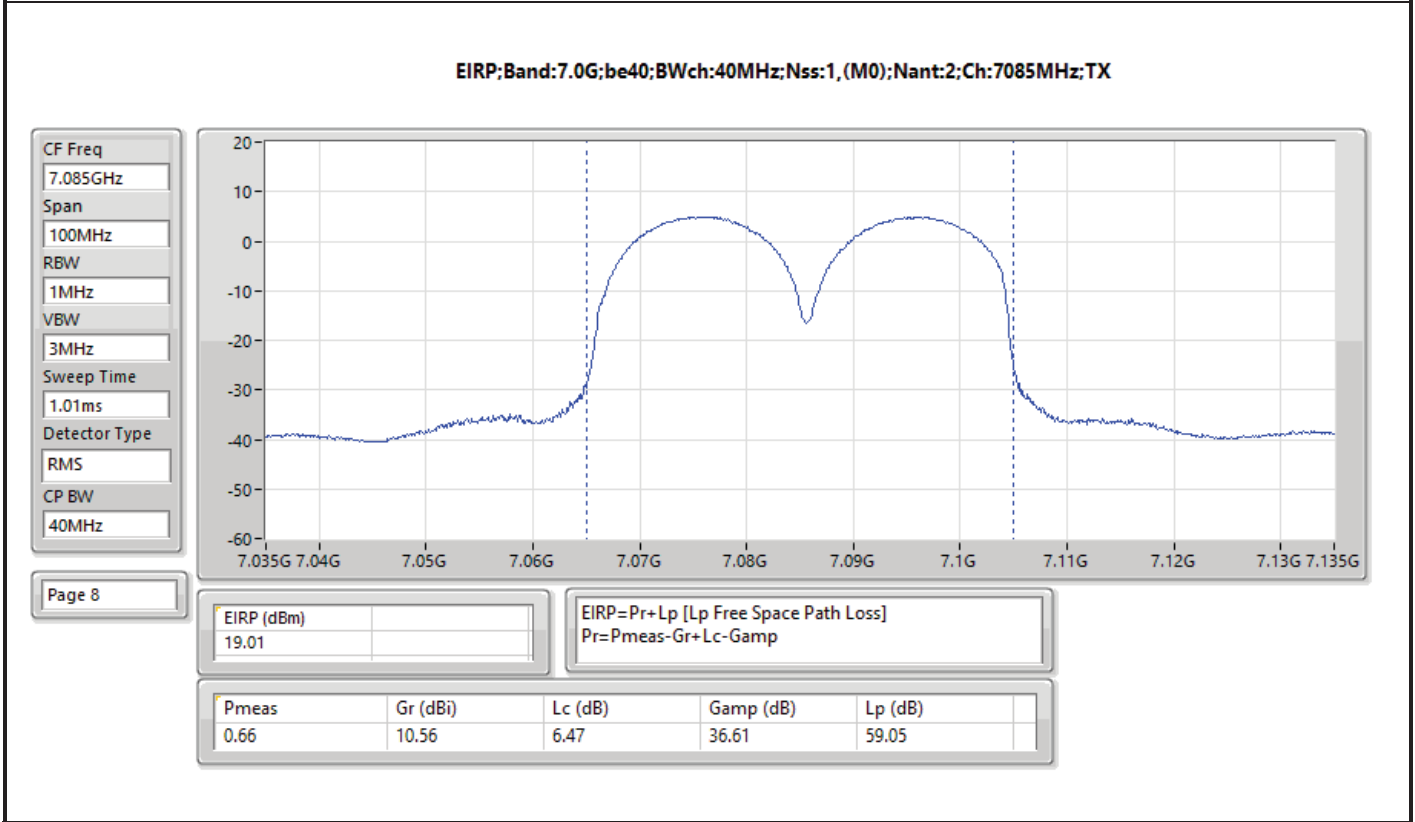 EIRP;Band:7.0G;be40;BWch:40MHz;Nss:1,(M0);Nant:2;Ch:7085MHz;TX
CF Freq
7.085GHz
Span
100MHz
RBW
1MHz
VBW
3MHz
Sweep Time
1.01ms
Detector Type
RMS
CP BW
40MHz
Page 8
20
10
0
-10
-20
-30
-40
-50
-60
7.035G 7.04G 7.05G 7.06G 7.07G 7.08G 7.09G 7.1G 7.11G 7.12G 7.13G 7.135G
EIRP (dBm)
19.01
EIRP=Pr+Lp [Lp Free Space Path Loss]
Pr=Pmeas-Gr+Lc-Gamp
Pmeas Gr (dBi) Lc (dB) Gamp (dB) Lp (dB)
0.66 10.56 6.47 36.61 59.05